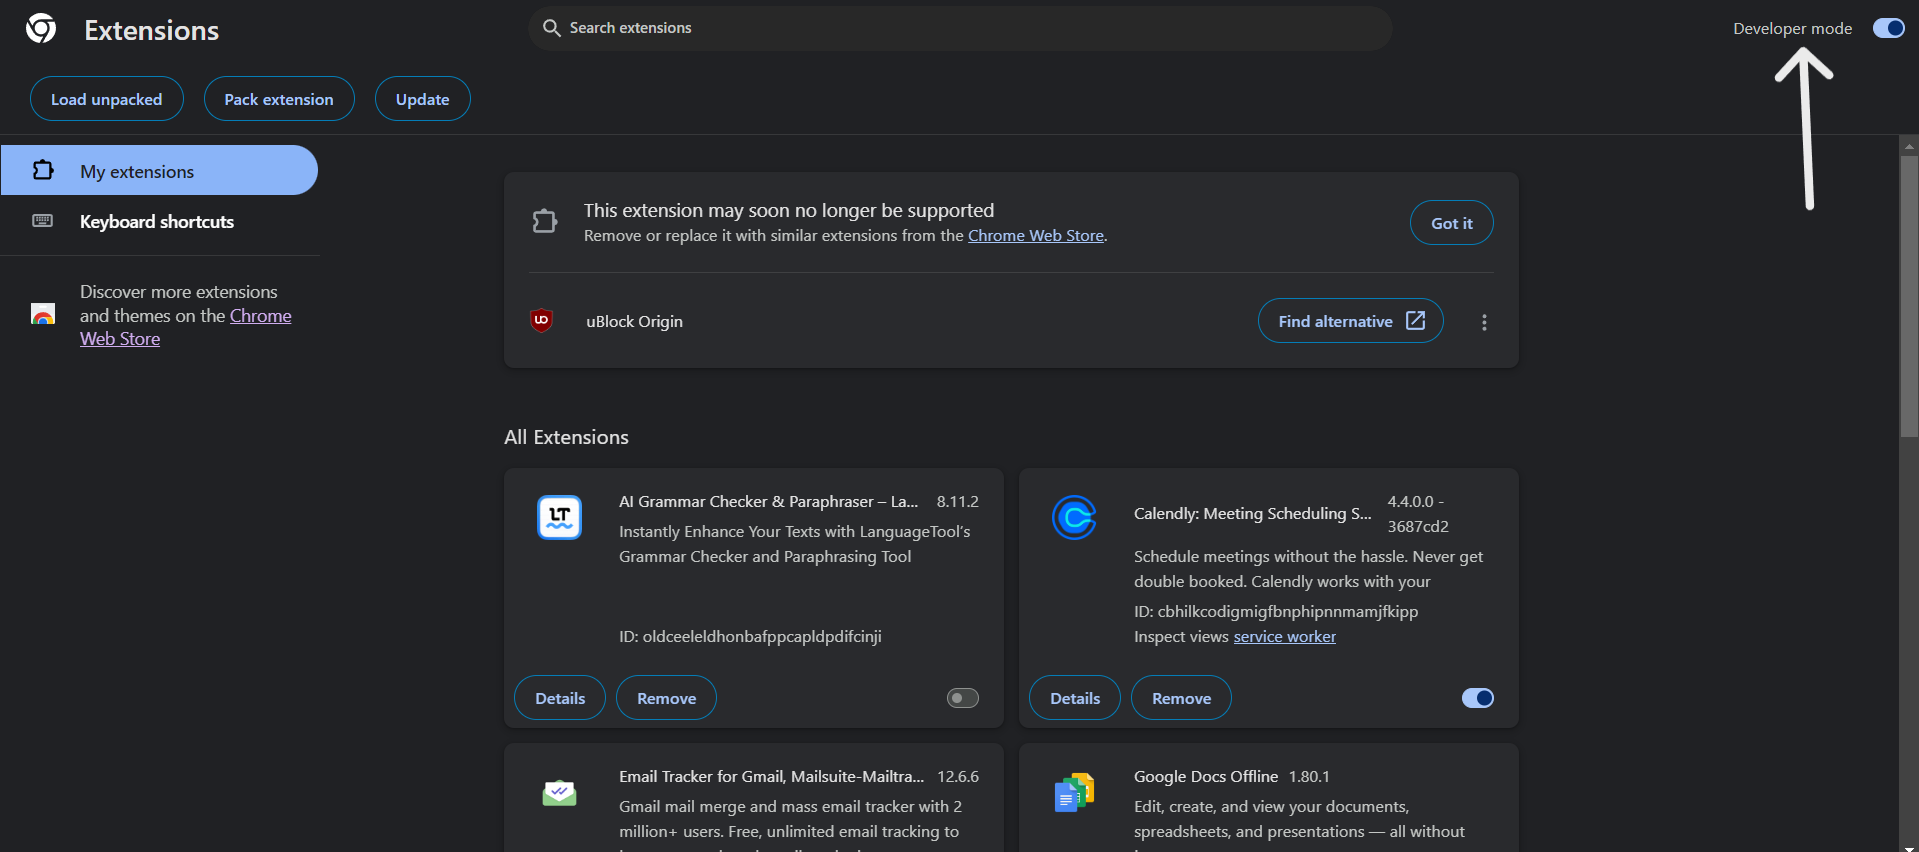 Extensions
Search extensions
Developer mode
Load unpacked
Pack extension
Update
My extensions
Keyboard shortcuts
Discover more extensions
and themes on the Chrome
Web Store
This extension may soon no longer be supported
Remove or replace it with similar extensions from the Chrome Web Store.
Got it
uBlock Origin
Find alternative
All Extensions
LT
AI Grammar Checker & Paraphraser – La... 8.11.2
Instantly Enhance Your Texts with LanguageTool's
Grammar Checker and Paraphrasing Tool
ID: oldceeleldhonbafppcapldpdifcinji
Details
Remove
Calendly: Meeting Scheduling S...
4.4.0.0 -
3687cd2
Schedule meetings without the hassle. Never get
double booked. Calendly works with your
ID: cbhilkcodigmigfbnphipnnmamjfkipp
Inspect views service worker
Details
Remove
Email Tracker for Gmail, Mailsuite-Mailtra... 12.6.6
Gmail mail merge and mass email tracker with 2
million+ users. Free, unlimited email tracking to
Google Docs Offline 1.80.1
Edit, create, and view your documents,
spreadsheets, and presentations — all without